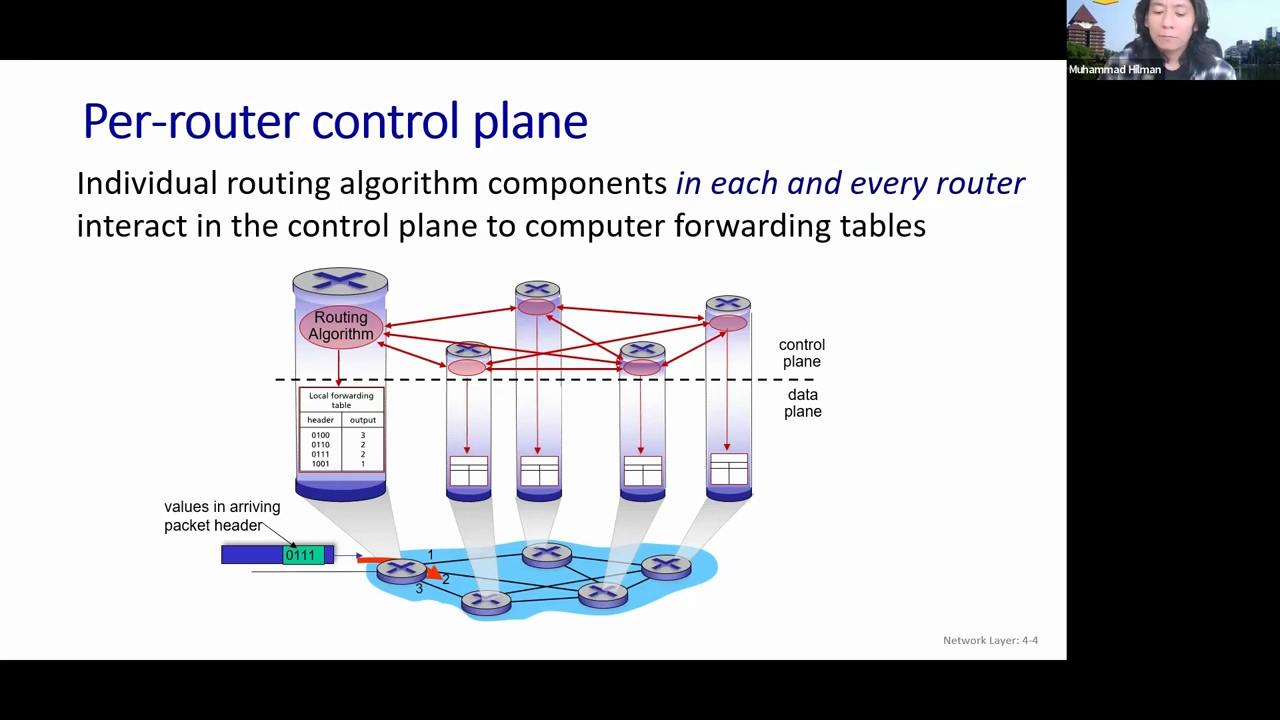 Muhammad Hilman
Per-router control plane
Individual routing algorithm components in each and every router
interact in the control plane to computer forwarding tables
Routing
Algorithm
control
plane
data
plane
Local forwarding
table
header output
0100 3
0110 2
0111 2
1001 1
values in arriving
packet header
0111
1
2
3
Network Layer: 4-4